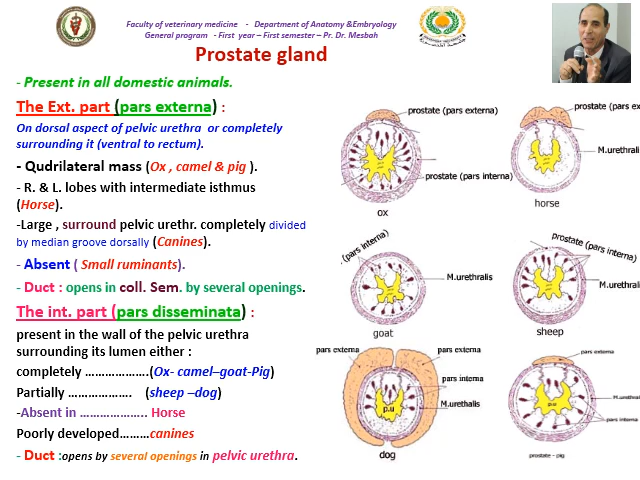 Faculty of veterinary medicine - Department of Anatomy &Embryology
General program - First year – First semester – Pr. Dr. Mesbah
Prostate gland
- Present in all domestic animals.
The Ext. part (pars externa) :
On dorsal aspect of pelvic urethra or completely
surrounding it (ventral to rectum).
- Qudrilateral mass (Ox , camel & pig ).
- R. & L. lobes with intermediate isthmus
(Horse).
-Large , surround pelvic urethr. completely divided
by median groove dorsally (Canines).
- Absent ( Small ruminants).
- Duct : opens in coll. Sem. by several openings.
The int. part (pars disseminata) :
present in the wall of the pelvic urethra
surrounding its lumen either :
completely ……………….(Ox- camel–goat-Pig)
Partially ………………. (sheep –dog)
-Absent in ……………….. Horse
Poorly developed………canines
- Duct :opens by several openings in pelvic urethra.
prostate (pars externa)
prostate (pars interna)
ox
prostate (pars ex
M.urethralis
horse
(pars interna)
M.urethralis
goat
prostate (pars interna)
M.urethralis
sheep
pars externa
pars externa
pars interna
M.urethralis
p.u
dog
pars externa
M.ureth
p.u
pars interna
prostate - pig